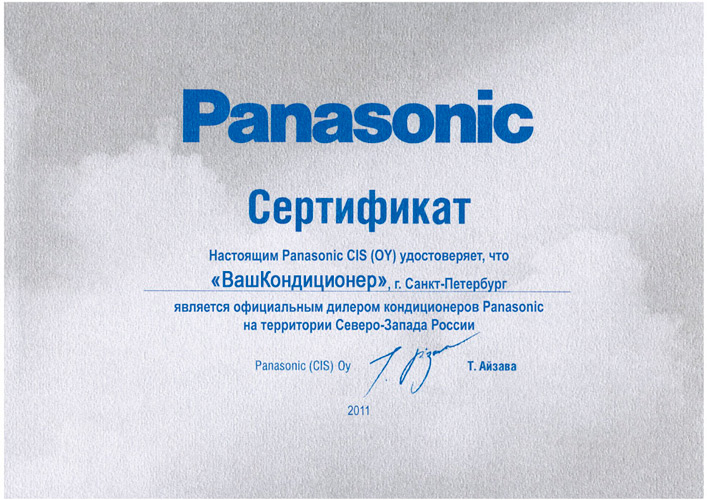 Panasonic
Сертификат
Настоящим Panasonic CIS (OY) удостоверяет, что
«ВашКондиционер», г. Санкт-Петербург
является официальным дилером кондиционеров Panasonic
на территории Северо-Запада России
Panasonic (CIS) Oy T. Aizawa Т. Айзава
2011